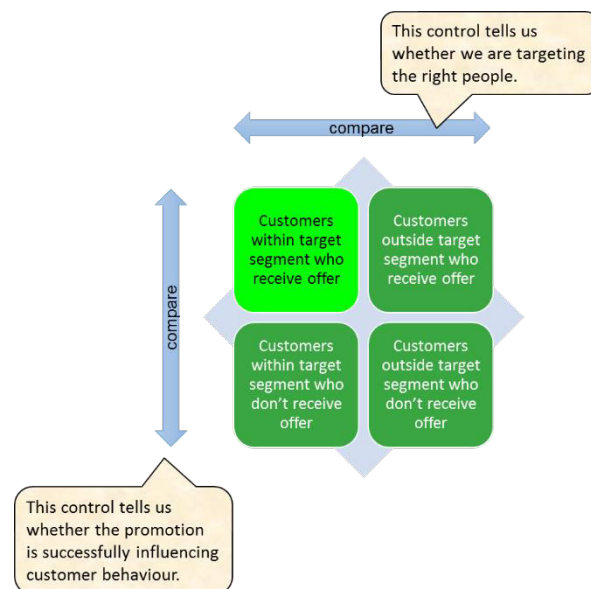 This control tells us
whether we are targeting
the right people.
compare
compare
Customers
within target
segment who
receive offer
Customers
outside target
segment who
receive offer
Customers
within target
segment who
don't receive
offer
Customers
outside target
segment who
don't receive
offer
This control tells us
whether the promotion
is successfully influencing
customer behaviour.